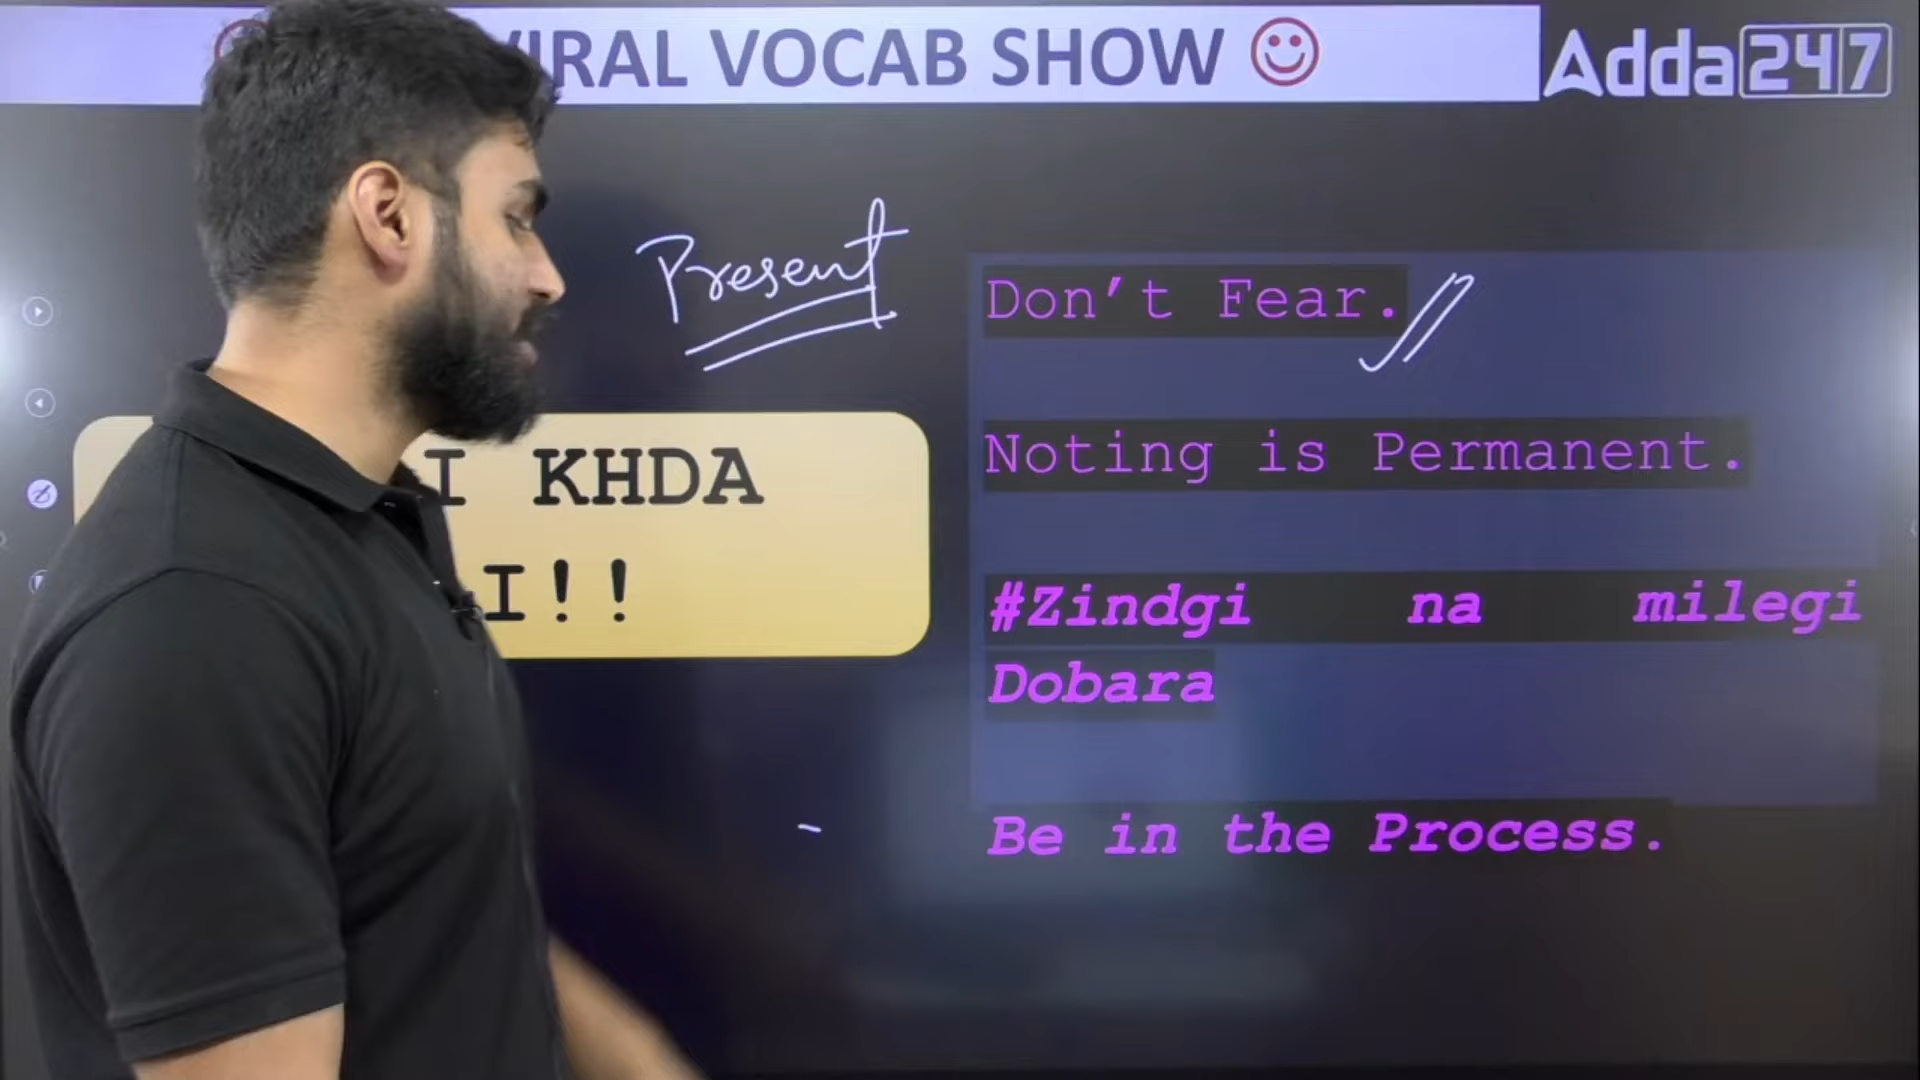 VIRAL VOCAB SHOW
Adda247
Present
Don't Fear.
I KHDA
I!!
Noting is Permanent.
#Zindgi na milegi
Dobara
Be in the Process.